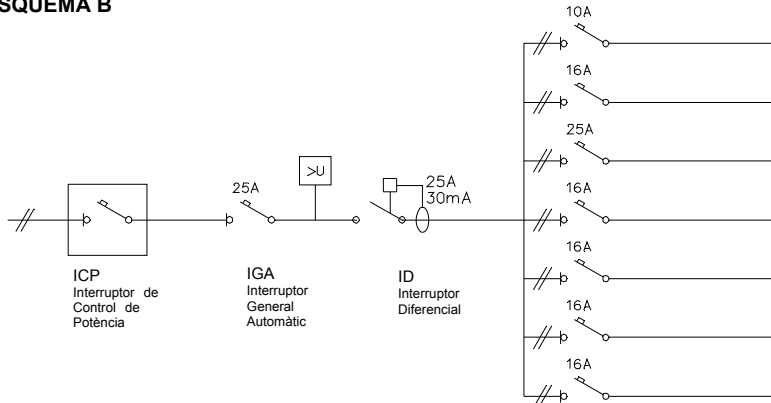 SQUEMA B
10A
16A
25A
16A
16A
16A
16A
>U
25A
25A
30mA
ICP
Interruptor de
Control de
Potència
IGA
Interruptor
General
Automàtic
ID
Interruptor
Diferencial